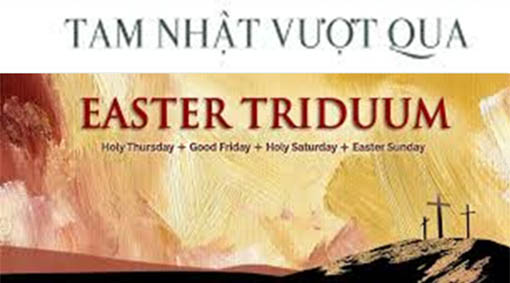 TAM NHẬT VƯỢT QUA
EASTER TRIDUUM
Holy Thursday + Good Friday + Holy Saturday + Easter Sunday